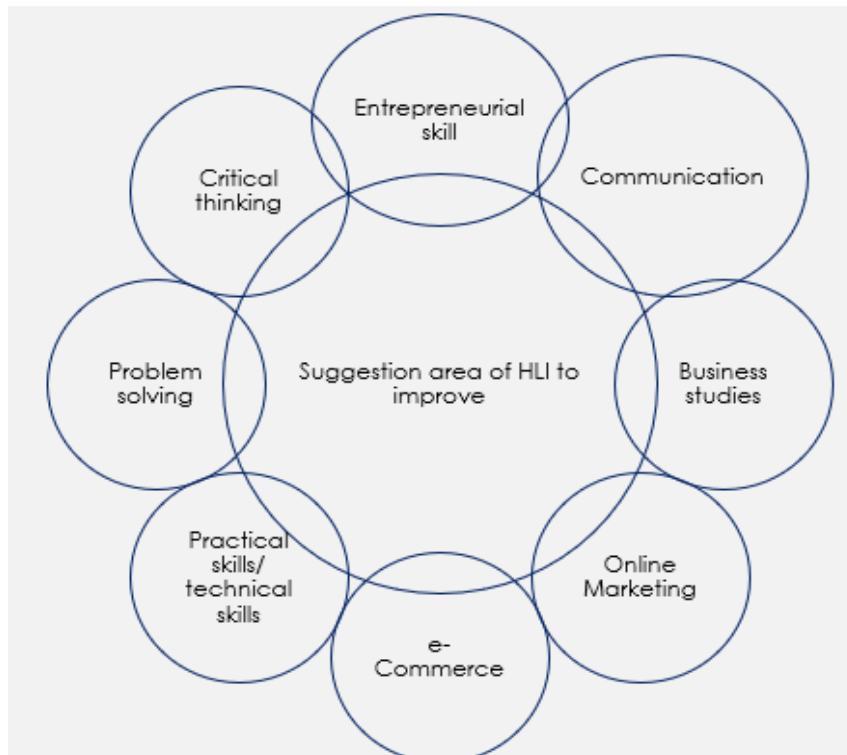 Entrepreneurial
skill
Communication
Critical
thinking
Problem
solving
Suggestion area of HLI to
improve
Business
studies
Practical
skills/
technical
skills
Online
Marketing
e-
Commerce